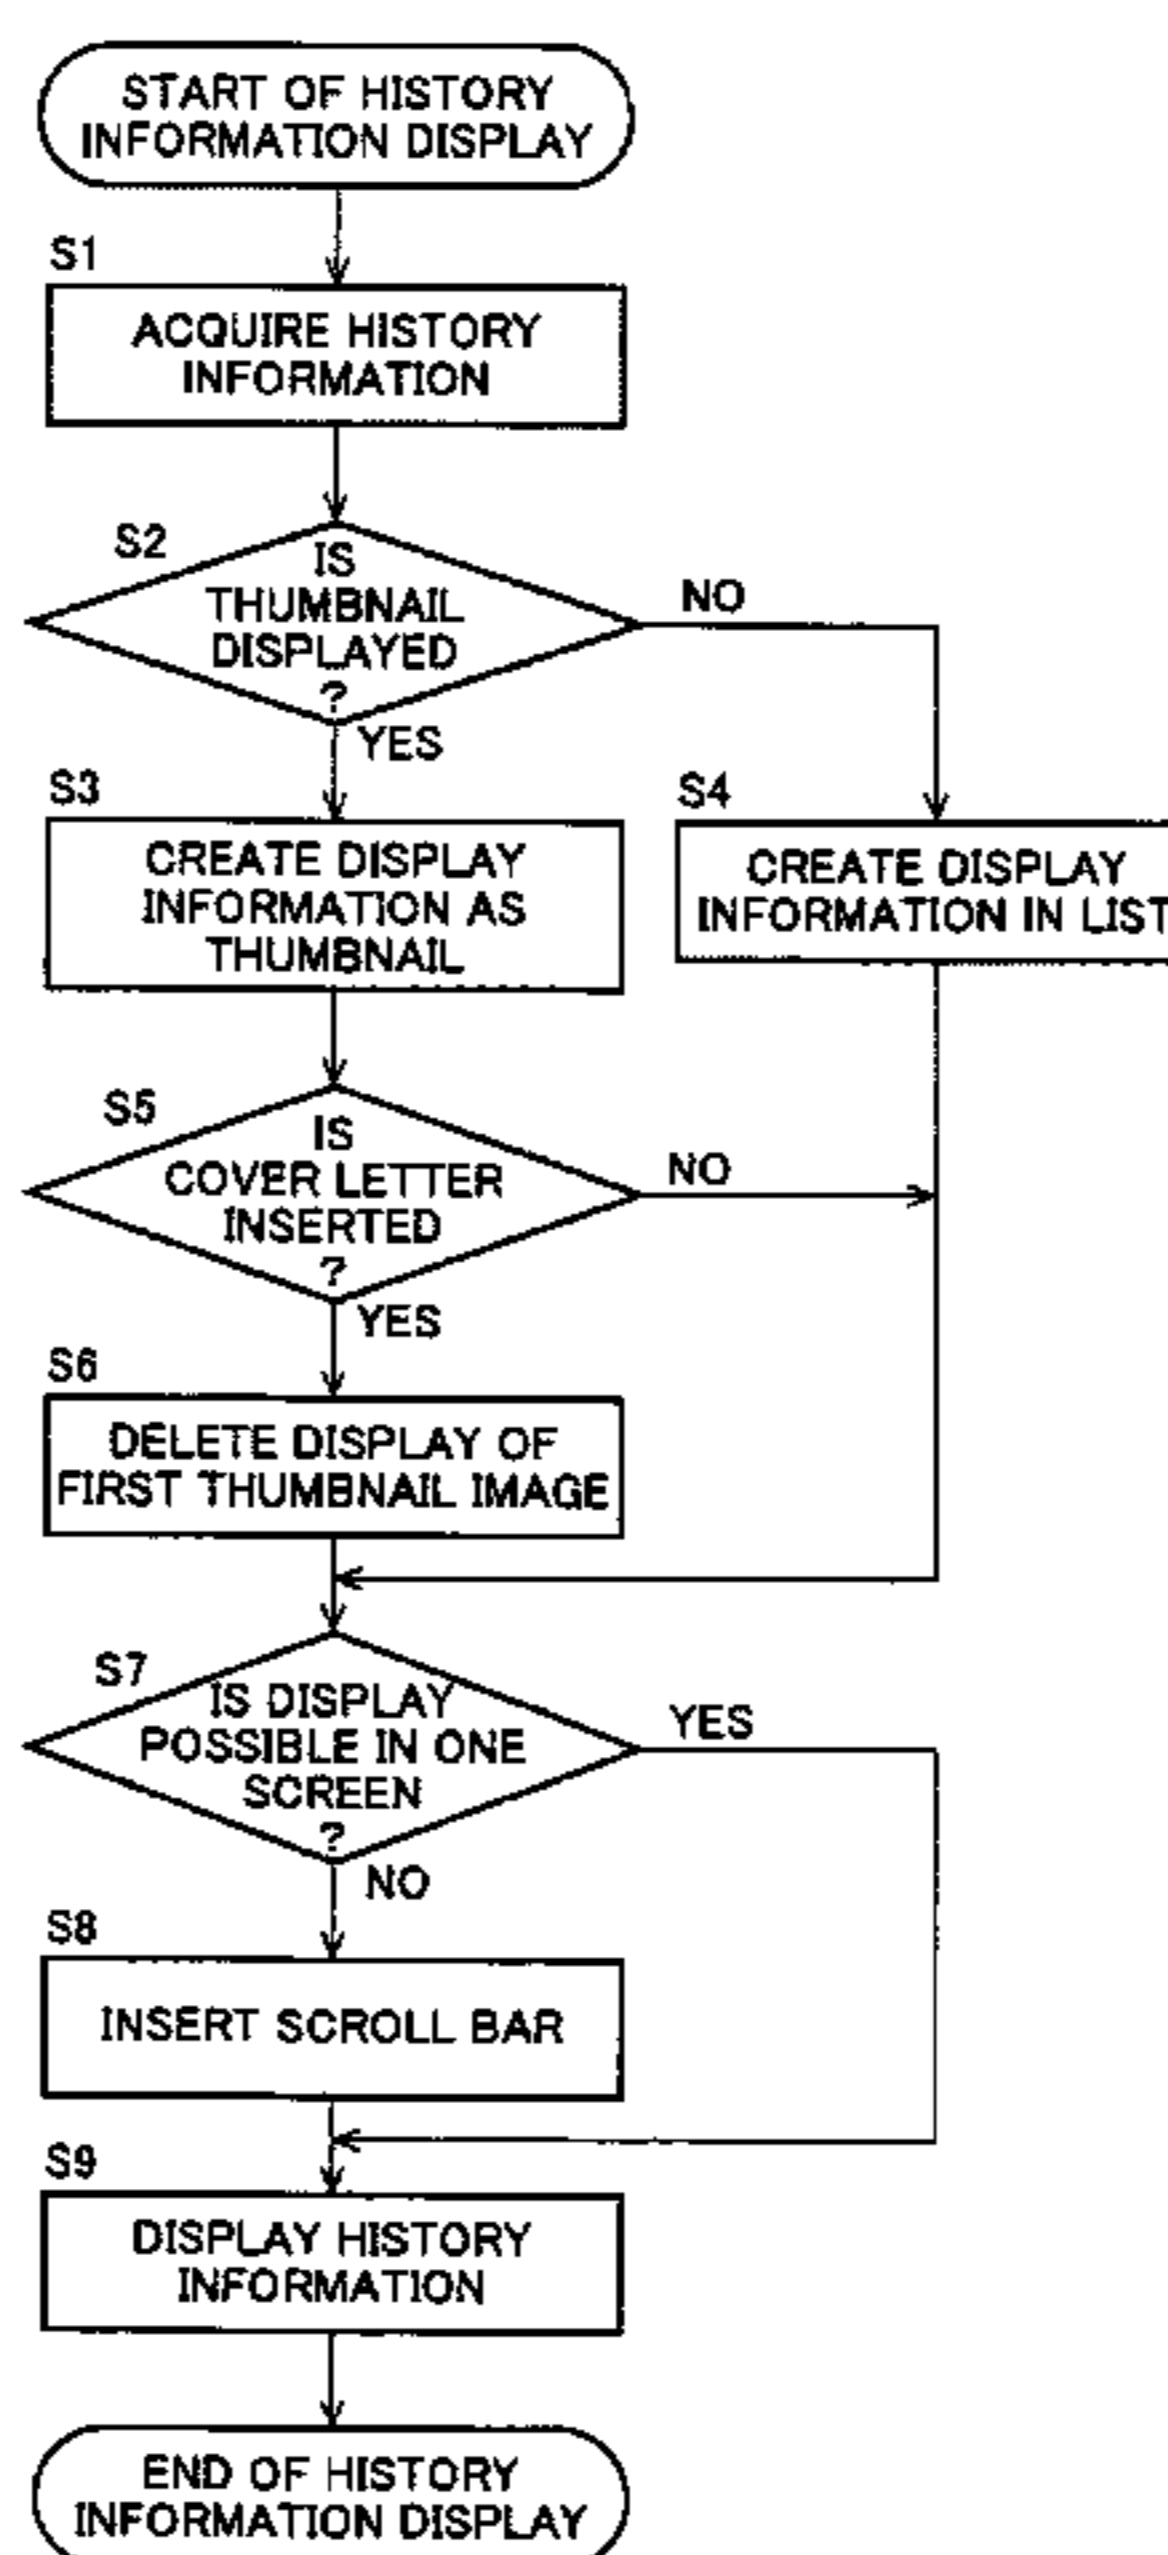 START OF HISTORY
INFORMATION DISPLAY
S1
ACQUIRE HISTORY
INFORMATION
S2
IS
THUMBNAIL
DISPLAYED
?
NO
YES
S3
CREATE DISPLAY
INFORMATION AS
THUMBNAIL
S4
CREATE DISPLAY
INFORMATION IN LIST
S5
IS
COVER LETTER
INSERTED
?
NO
YES
S6
DELETE DISPLAY OF
FIRST THUMBNAIL IMAGE
S7
IS DISPLAY
POSSIBLE IN ONE
SCREEN
?
YES
NO
S8
INSERT SCROLL BAR
S9
DISPLAY HISTORY
INFORMATION
END OF HISTORY
INFORMATION DISPLAY